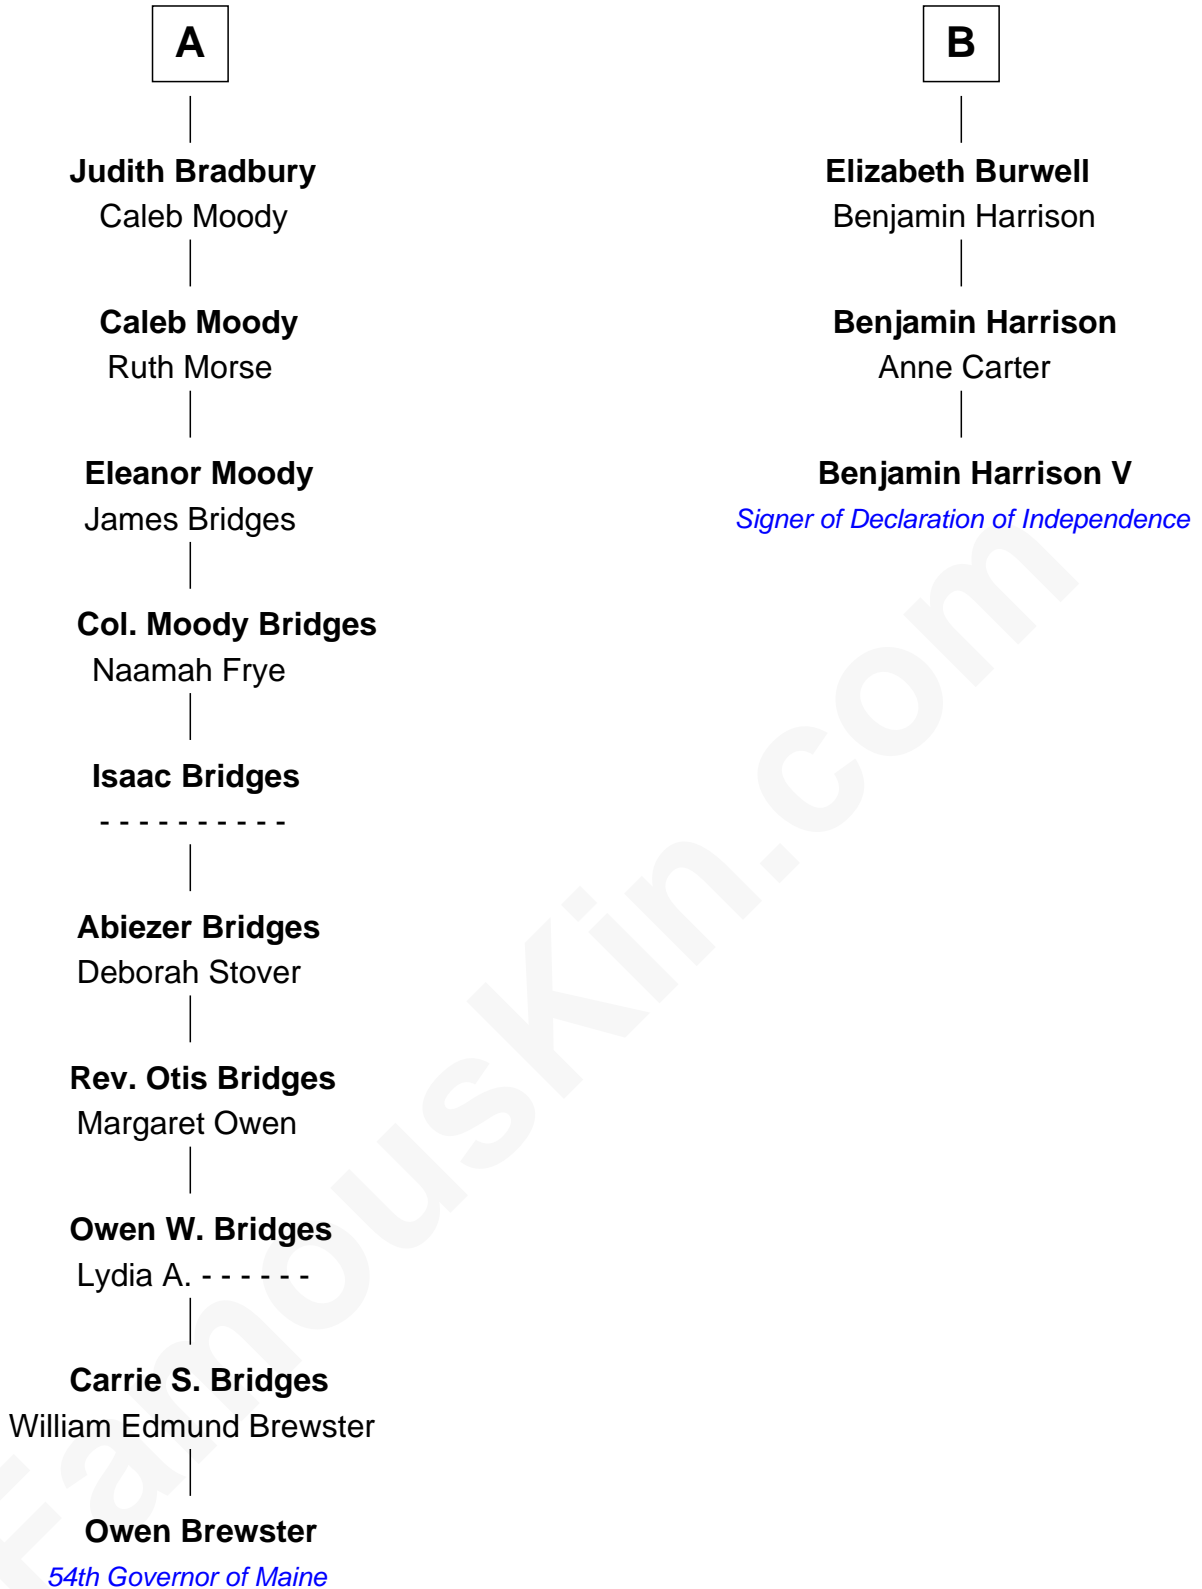 A
Judith Bradbury
Caleb Moody
Caleb Moody
Ruth Morse
Eleanor Moody
James Bridges
Col. Moody Bridges
Naamah Frye
Isaac Bridges
- - - - - - - - - -
Abiezer Bridges
Deborah Stover
Rev. Otis Bridges
Margaret Owen
Owen W. Bridges
Lydia A. - - - - - -
Carrie S. Bridges
William Edmund Brewster
Owen Brewster
54th Governor of Maine
B
Elizabeth Burwell
Benjamin Harrison
Benjamin Harrison
Anne Carter
Benjamin Harrison V
Signer of Declaration of Independence
FamousKin.com